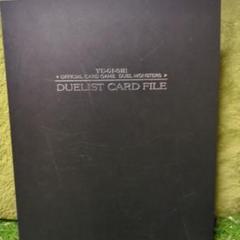 YU-GI-OH!
OFFICIAL CARD GAME DUEL MONSTERS
DUELIST CARD FILE